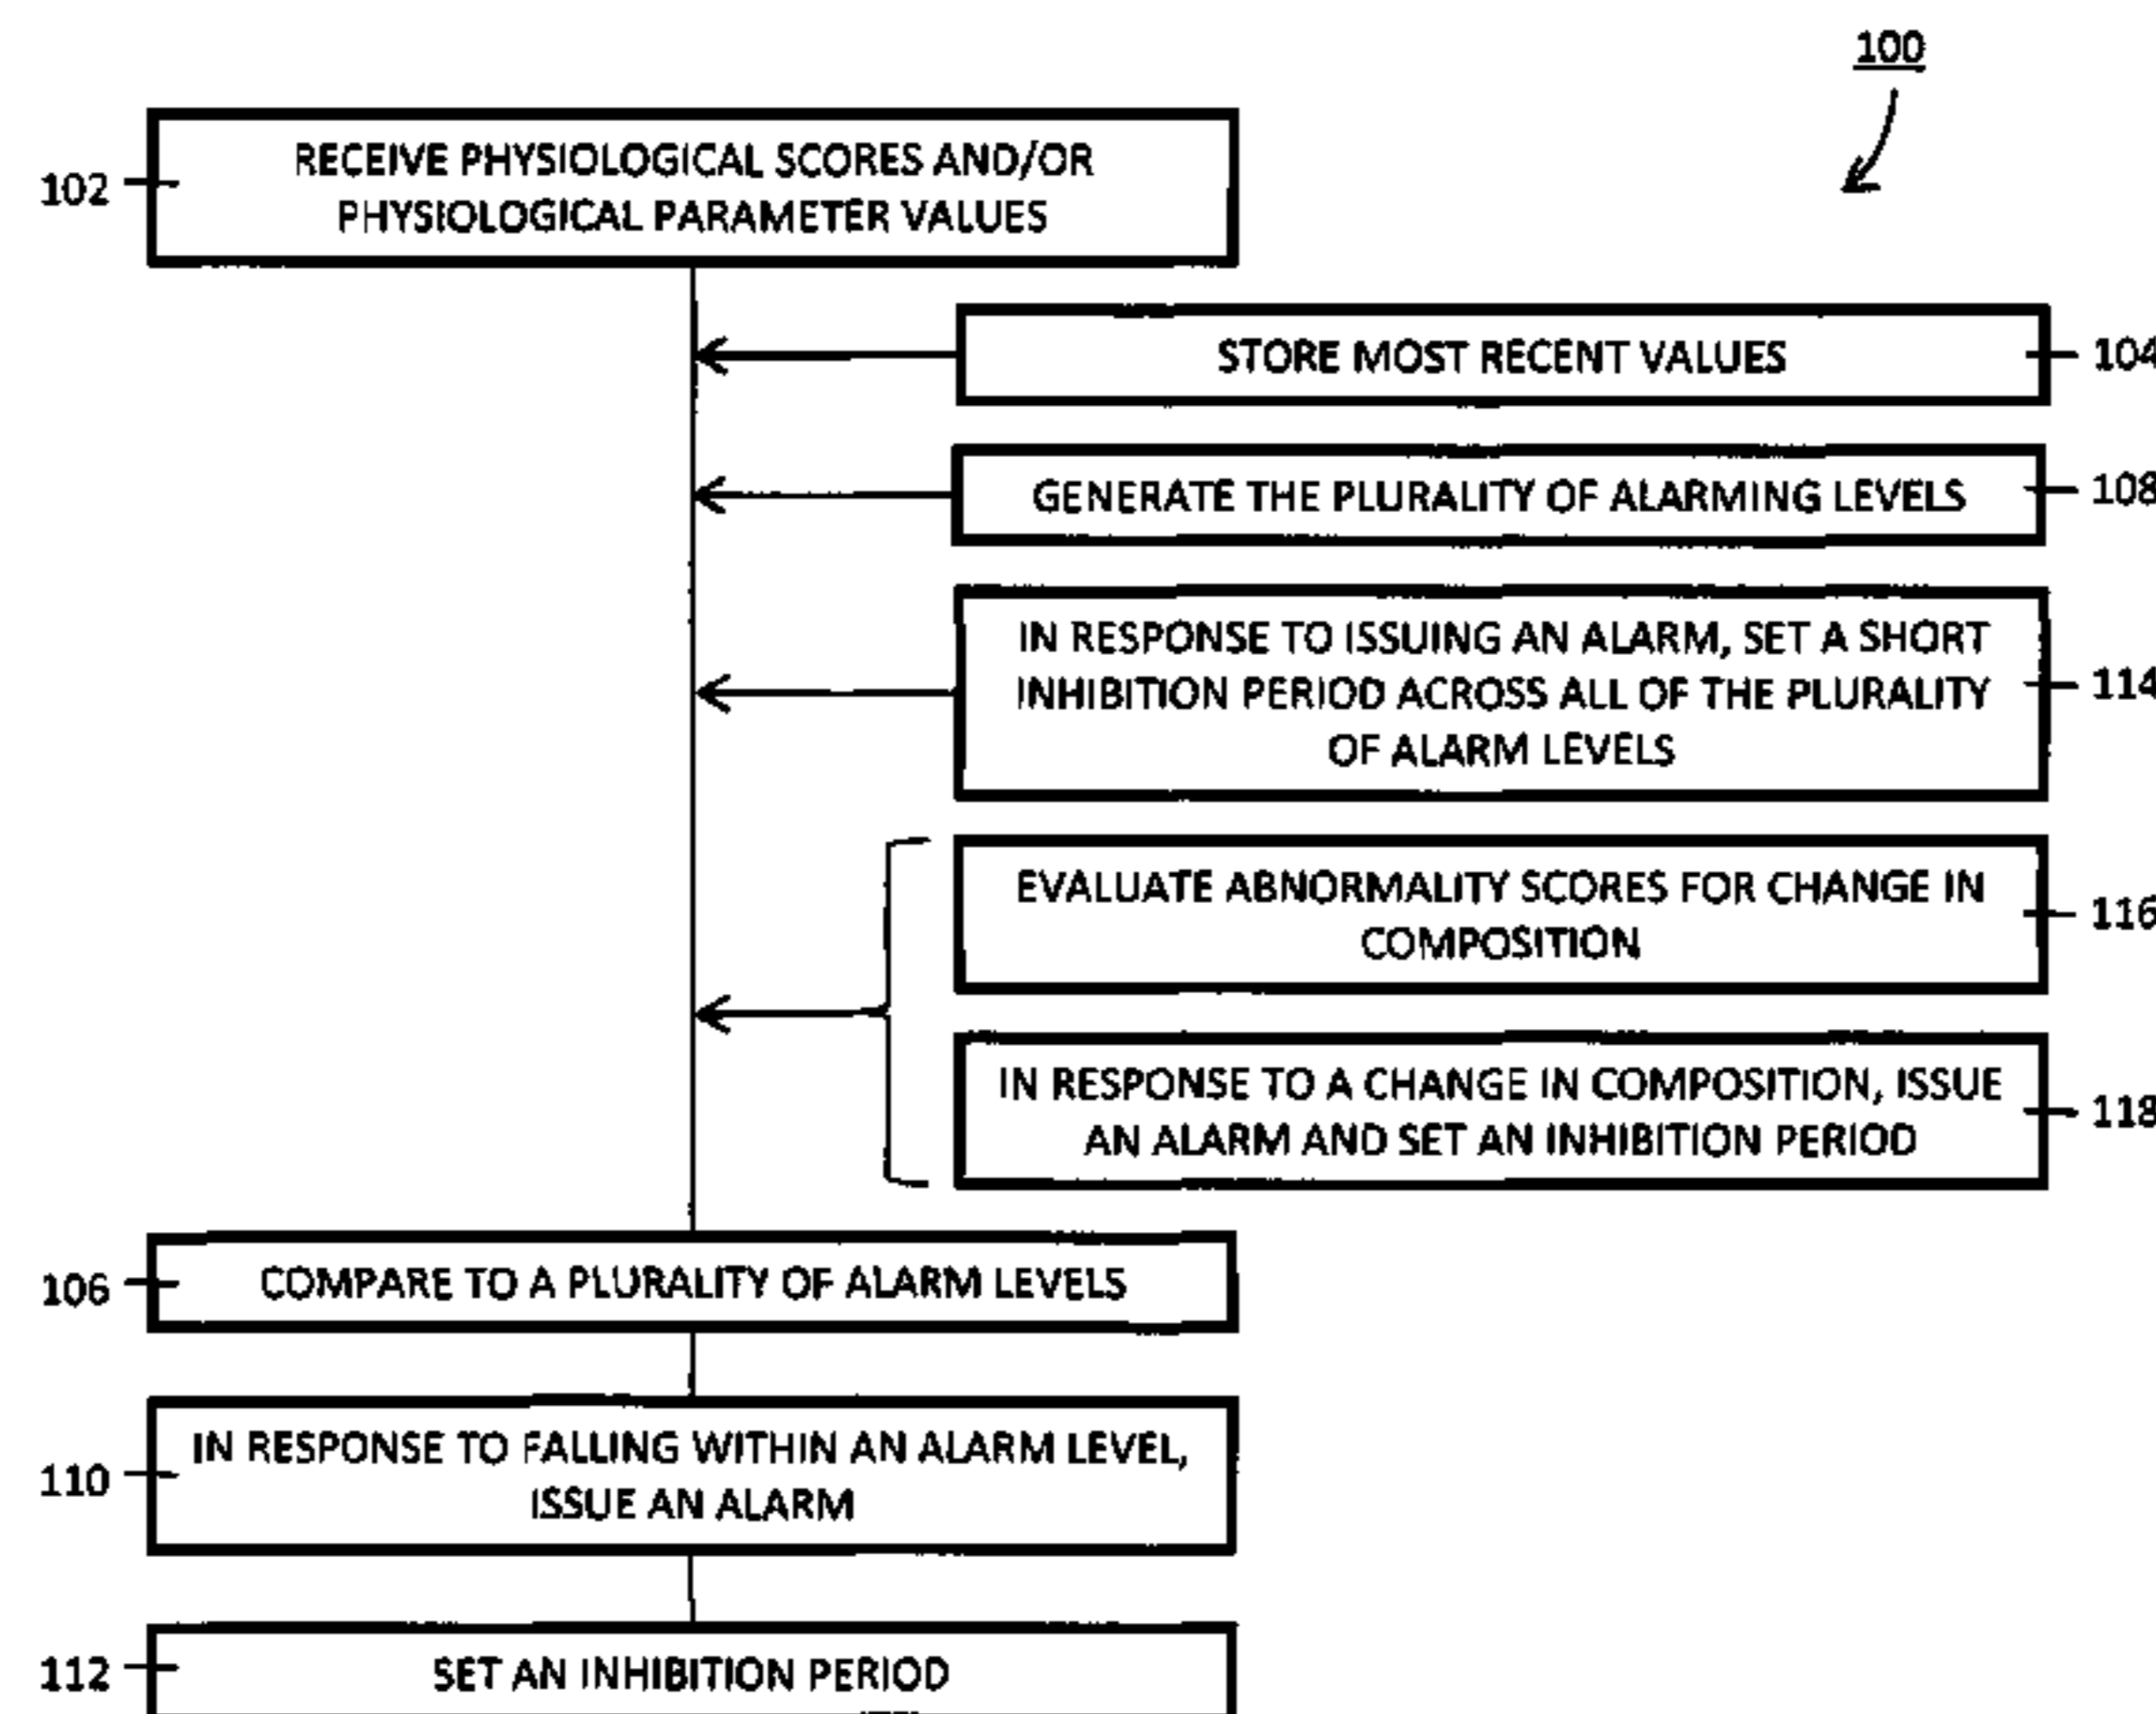 100
102
RECEIVE PHYSIOLOGICAL SCORES AND/OR
PHYSIOLOGICAL PARAMETER VALUES
STORE MOST RECENT VALUES
104
GENERATE THE PLURALITY OF ALARMING LEVELS
108
IN RESPONSE TO ISSUING AN ALARM, SET A SHORT
INHIBITION PERIOD ACROSS ALL OF THE PLURALITY
OF ALARM LEVELS
114
EVALUATE ABNORMALITY SCORES FOR CHANGE IN
COMPOSITION
116
IN RESPONSE TO A CHANGE IN COMPOSITION, ISSUE
AN ALARM AND SET AN INHIBITION PERIOD
118
106
COMPARE TO A PLURALITY OF ALARM LEVELS
110
IN RESPONSE TO FALLING WITHIN AN ALARM LEVEL,
ISSUE AN ALARM
112
SET AN INHIBITION PERIOD